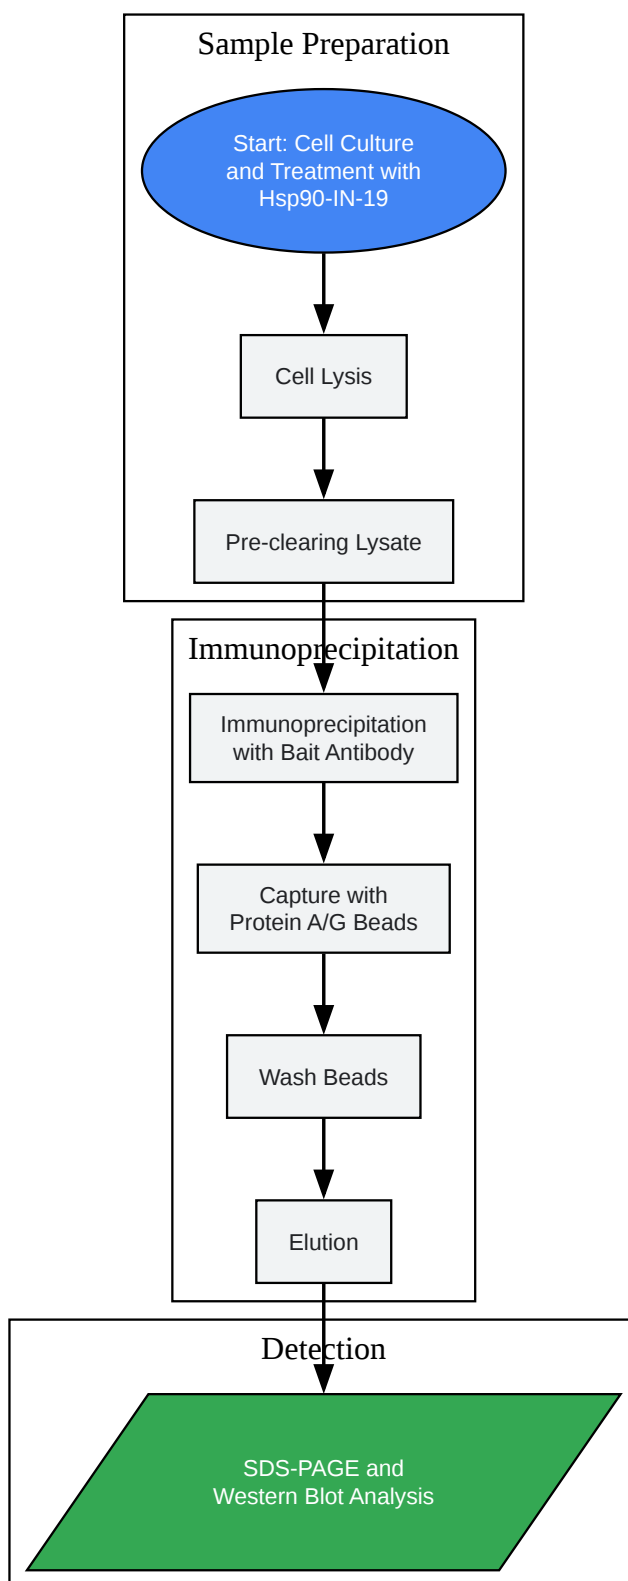 Sample Preparation
Start: Cell Culture
and Treatment with
Hsp90-IN-19
Cell Lysis
Pre-clearing Lysate
Immunoprecipitation
Immunoprecipitation
with Bait Antibody
Capture with
Protein A/G Beads
Wash Beads
Elution
Detection
SDS-PAGE and
Western Blot Analysis